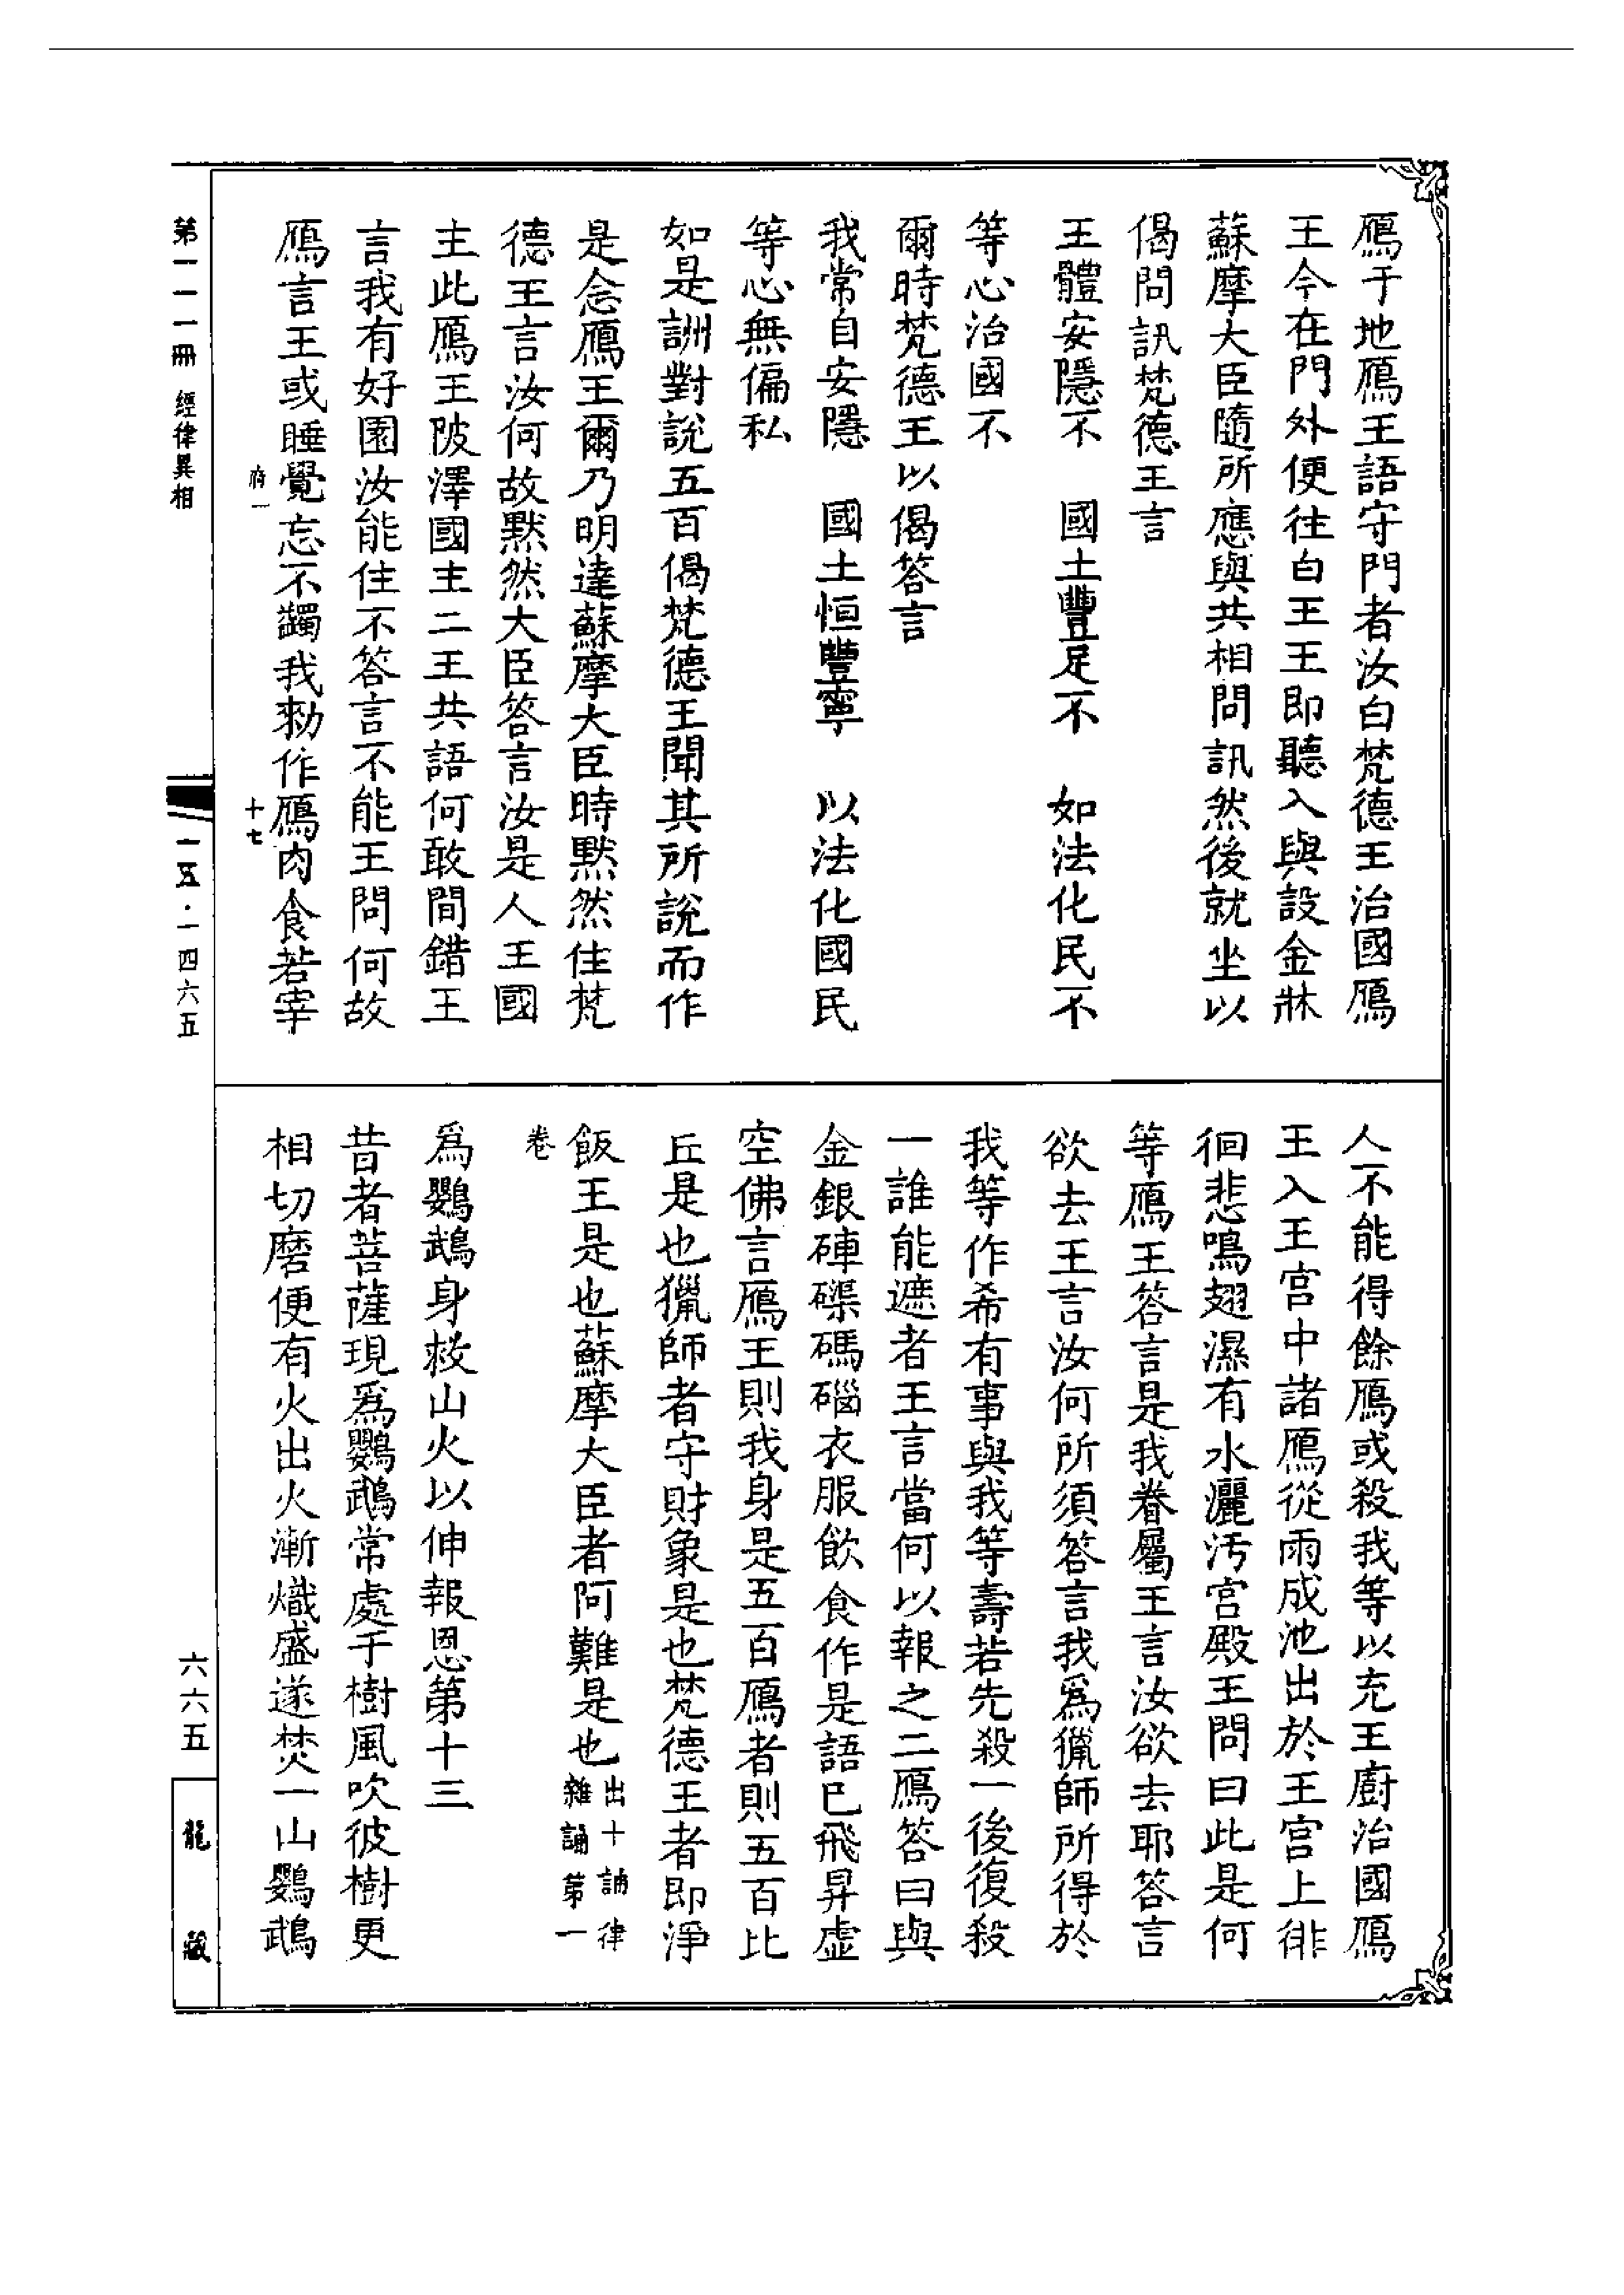 鴈于地鴈王語守門者汝白梵德王治國鴈
王今在門外便往白王王即聽入與設金牀
蘇摩大臣隨所應與共相問訊然後就坐以
偈問訊梵德王言
王體安隱不　國土豐足不　如法化民不
等心治國不
爾時梵德王以偈答言
我常自安隱　國土恒豐寧　以法化國民
等心無偏私
如是詶對說五百偈梵德王聞其所說而作
是念鴈王爾乃明達蘇摩大臣時默然住梵
德王言汝何故默然大臣答言汝是人王國
主此鴈王陂澤國主二王共語何敢間錯王
言我有好園汝能住不答言不能王問何故
鴈言王或睡覺忘不蠲我勑作鴈肉食若宰
府一
十七
人不能得餘鴈或殺我等以充王廚治國鴈
王入王宮中諸鴈從雨成池出於王宮上徘
徊悲鳴翅濕有水灑汚宮殿王問曰此是何
等鴈王答言是我眷屬王言汝欲去耶答言
欲去王言汝何所須答言我爲獵師所得於
我等作希有事與我等壽若先殺一後復殺
一誰能遮者王言當何以報之二鴈答曰與
金銀硨磲碼碯衣服飲食作是語已飛昇虛
空佛言鴈王則我身是五百鴈者則五百比
丘是也獵師者守財象是也梵德王者即淨
飯王是也蘇摩大臣者阿難是也出十誦律雜誦第一
卷
爲鸚鵡身救山火以伸報恩第十三
昔者菩薩現爲鸚鵡常處于樹風吹彼樹更
相切磨便有火出火漸熾盛遂焚一山鸚鵡
第一一一冊　經律異相
一五·一四六五
六六五
龍藏